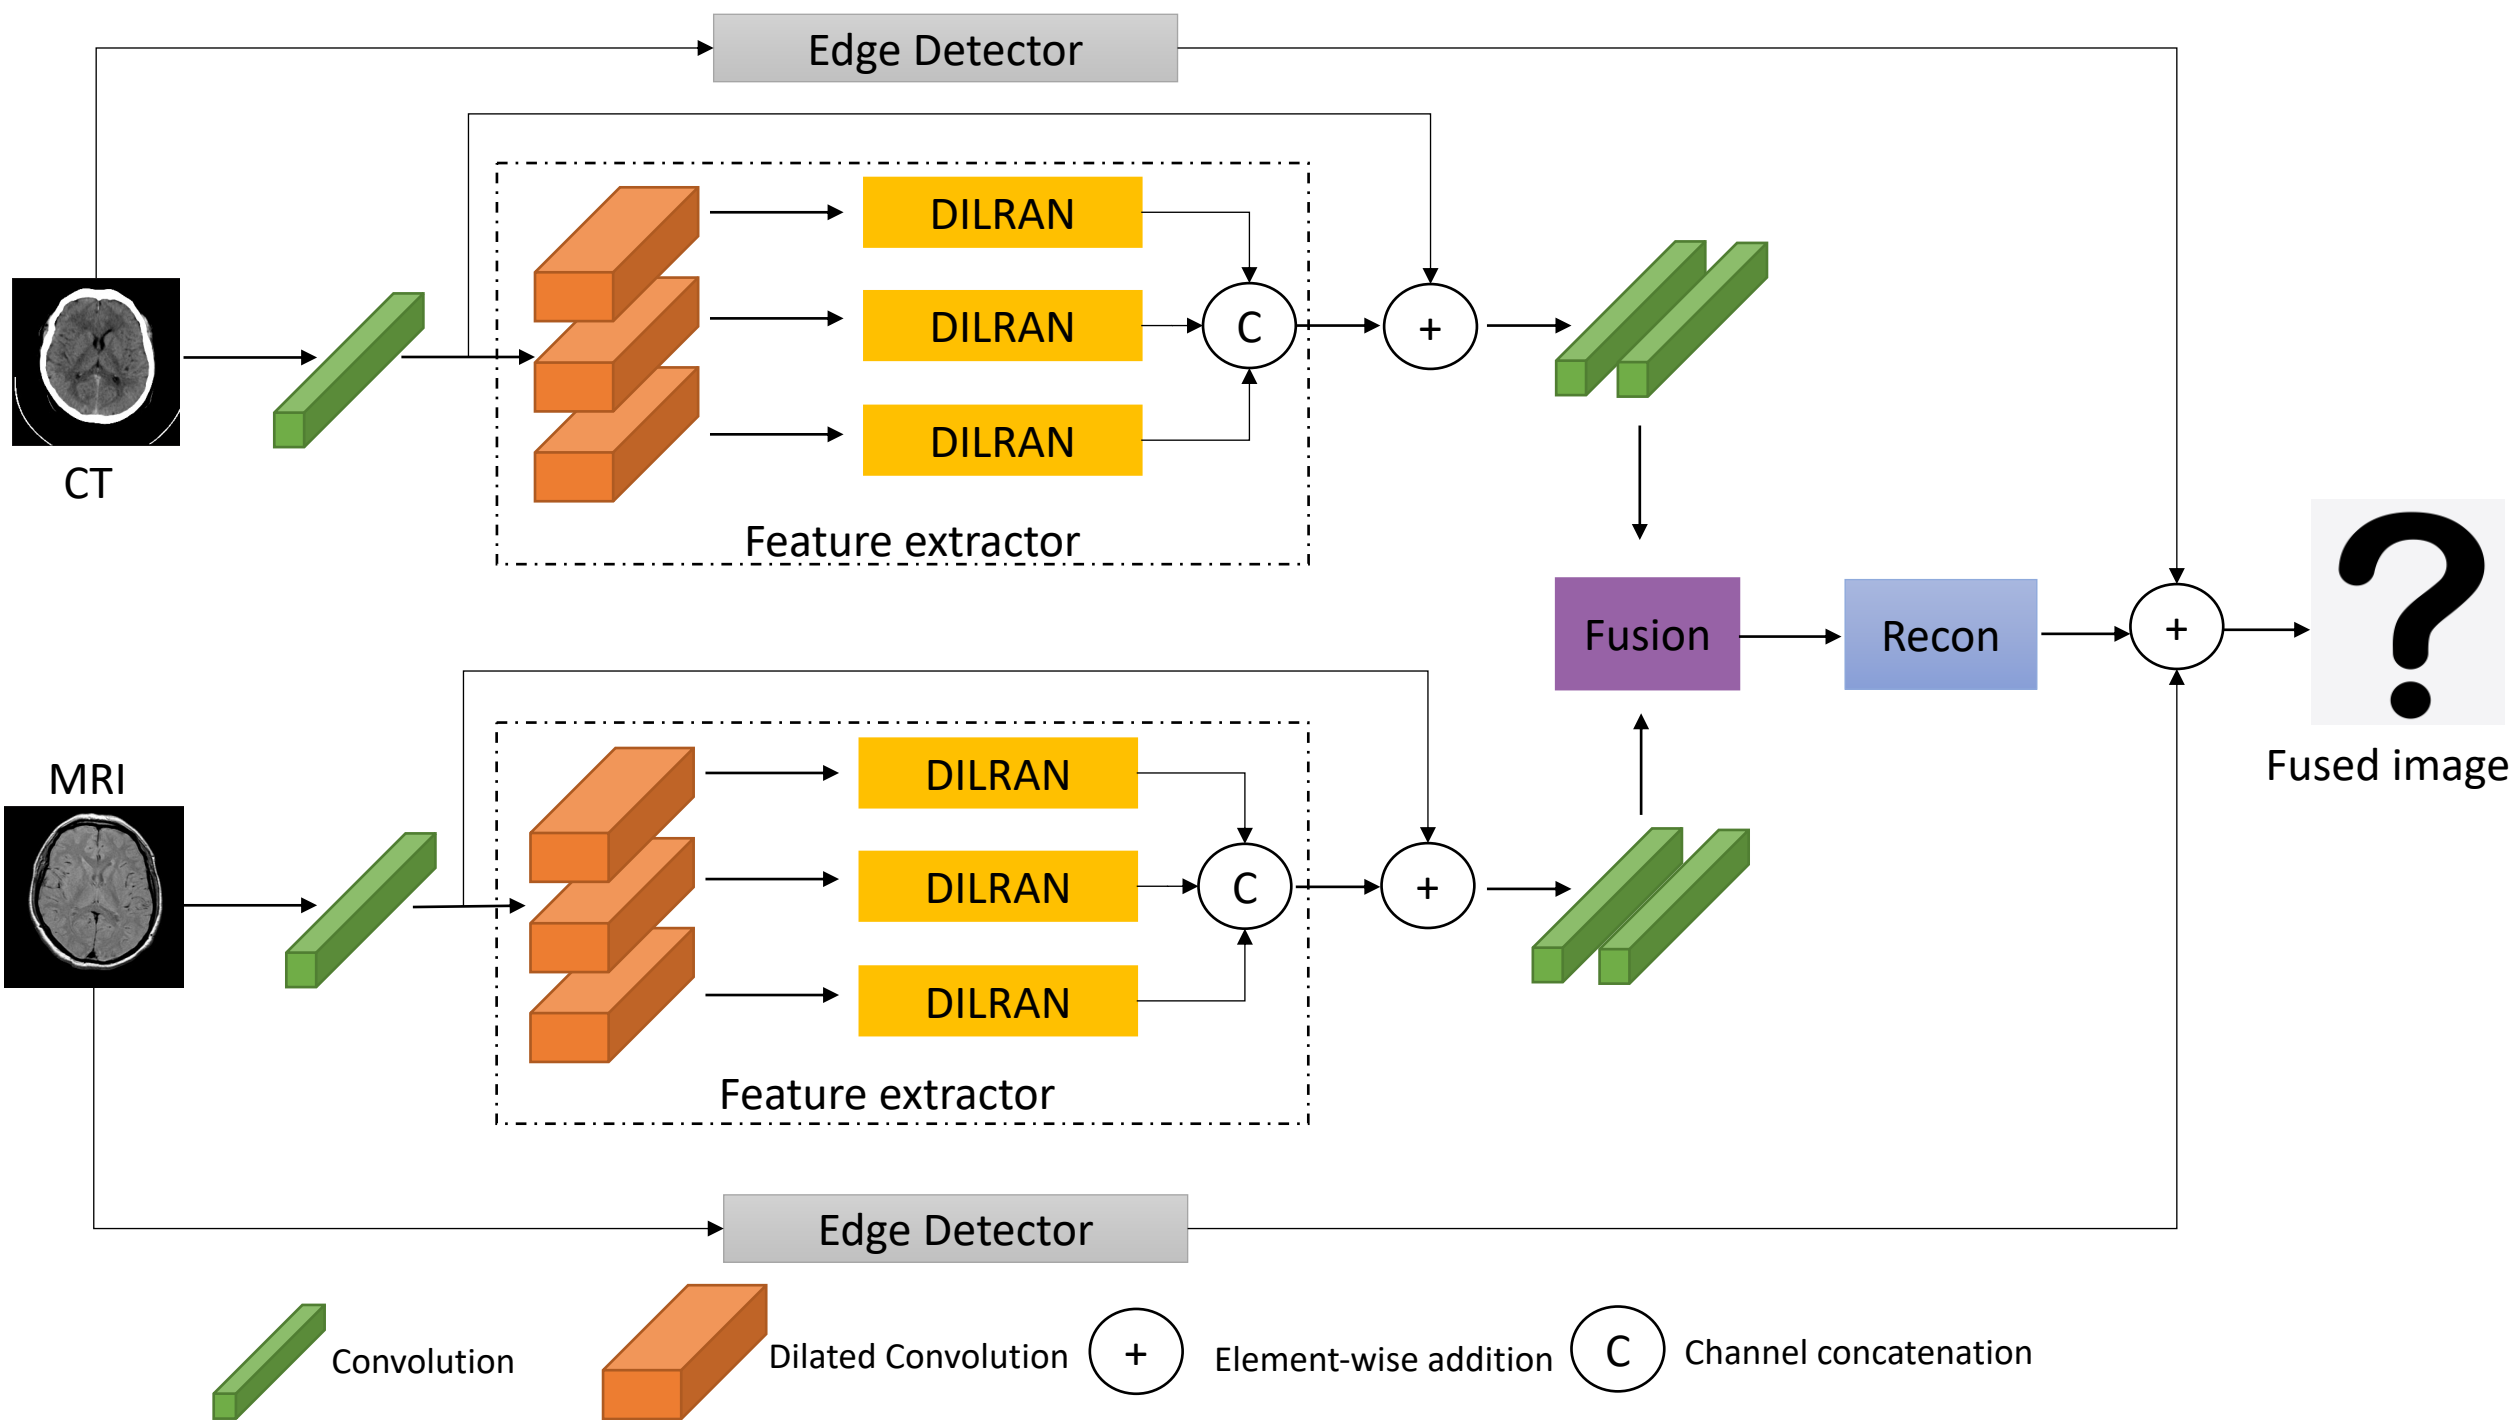 Edge Detector
DILRAN
DILRAN
C
+
DILRAN
CT
Feature extractor
Fusion
Recon
+
Fused image
MRI
DILRAN
DILRAN
C
+
DILRAN
Feature extractor
Edge Detector
Convolution
Dilated Convolution
+
Element-wise addition
C
Channel concatenation